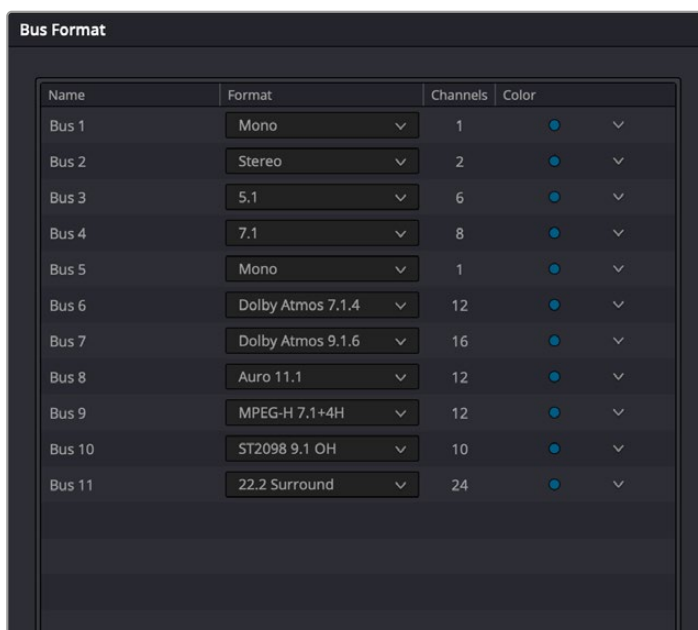 Bus Format
Name Format Channels Color
Bus 1 Mono 1
Bus 2 Stereo 2
Bus 3 5.1 6
Bus 4 7.1 8
Bus 5 Mono 1
Bus 6 Dolby Atmos 7.1.4 12
Bus 7 Dolby Atmos 9.1.6 16
Bus 8 Auro 11.1 12
Bus 9 MPEG-H 7.1+4H 12
Bus 10 ST2098 9.1 OH 10
Bus 11 22.2 Surround 24